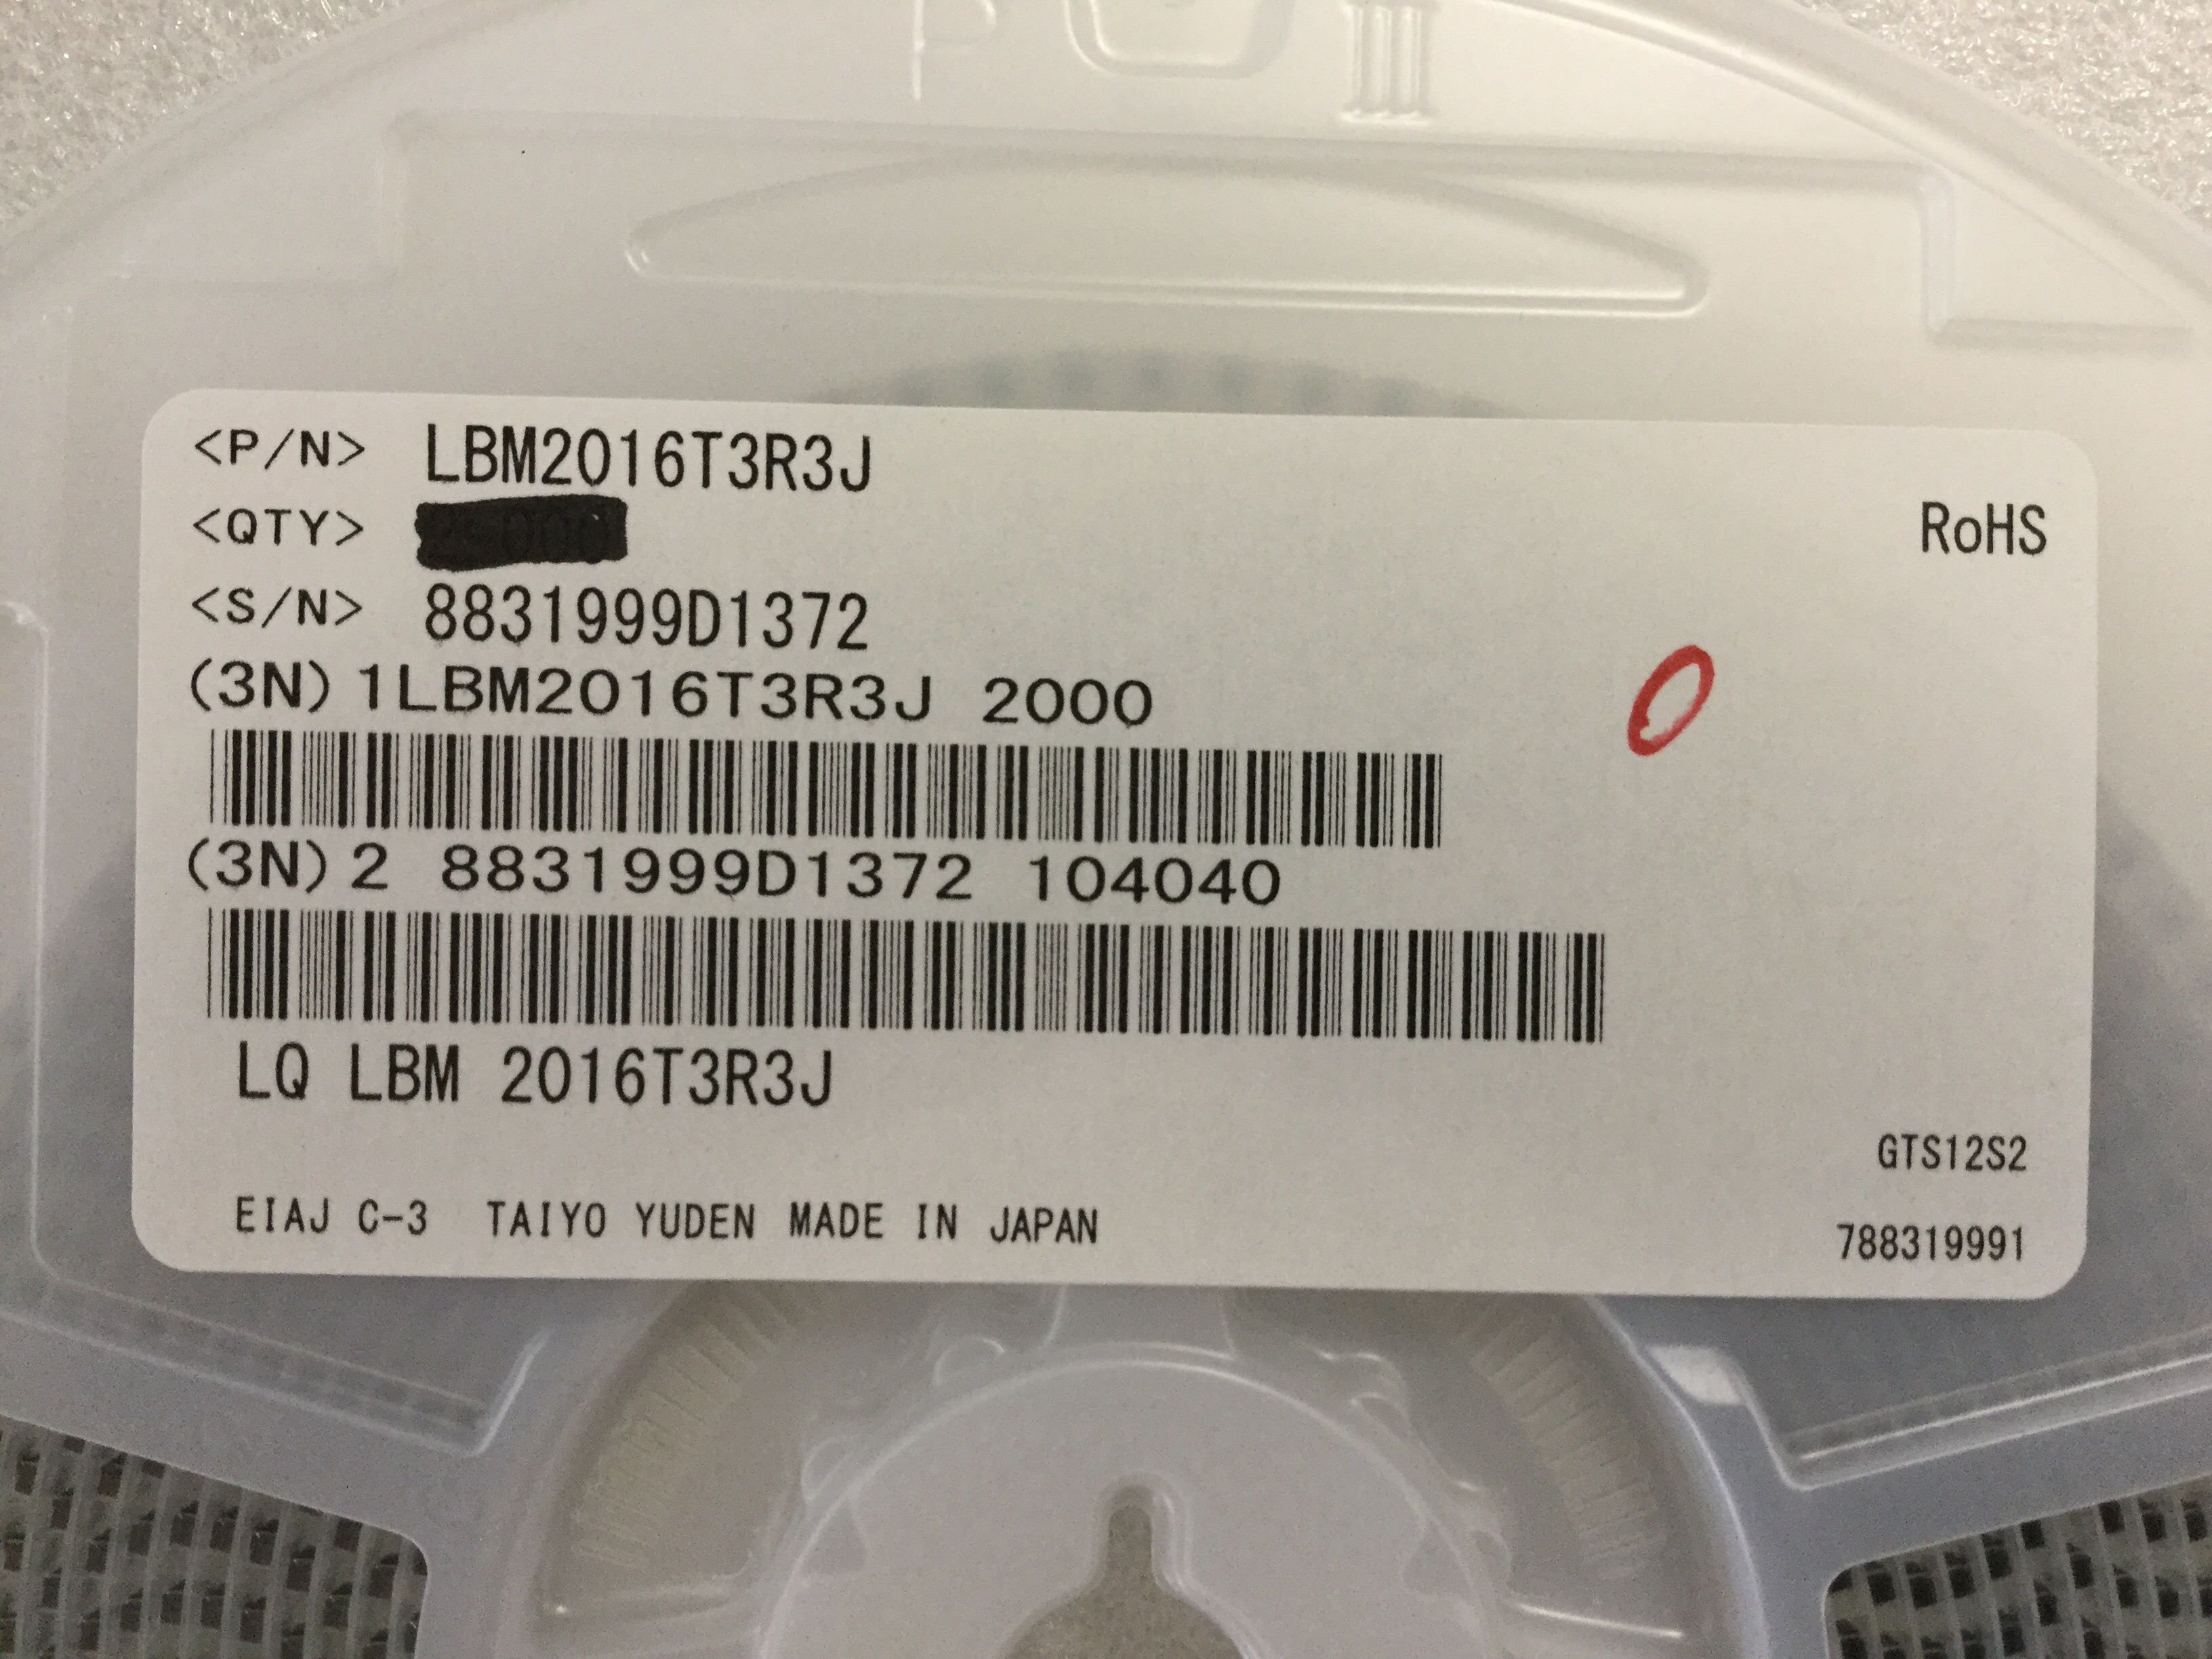 <P/N> LBM2016T3R3J
<QTY>
RoHS
<S/N> 8831999D1372
(3N)1LBM2016T3R3J 2000
(3N)2 8831999D1372 104040
LQ LBM 2016T3R3J
GTS12S2
EIAJ C-3 TAIYO YUDEN MADE IN JAPAN
788319991